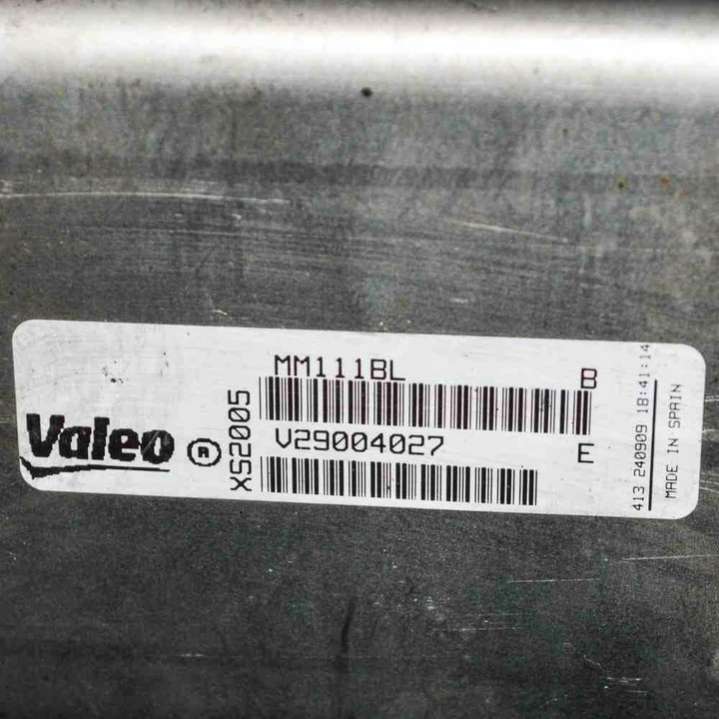 Valeo
R
XS2005
MM111BL
B
V29004027
E
413 240909 18:41:14
MADE IN SPAIN